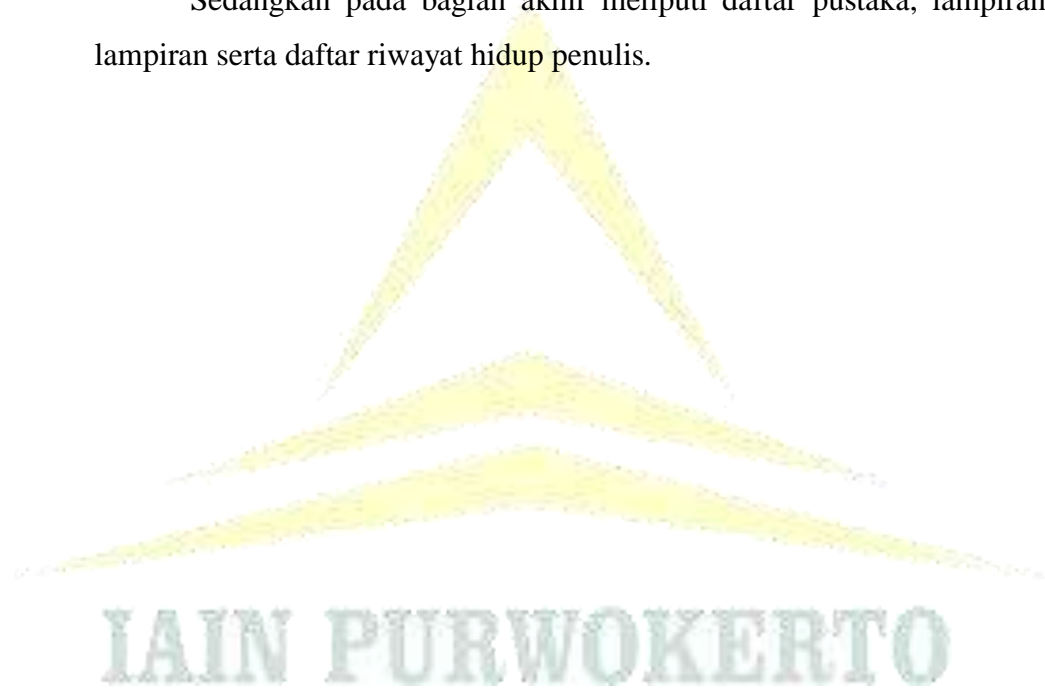 Sedangkan pada bagian akhir meliputi daftar pustaka, lampiran
lampiran serta daftar riwayat hidup penulis.
IAIN PURWOKERTO